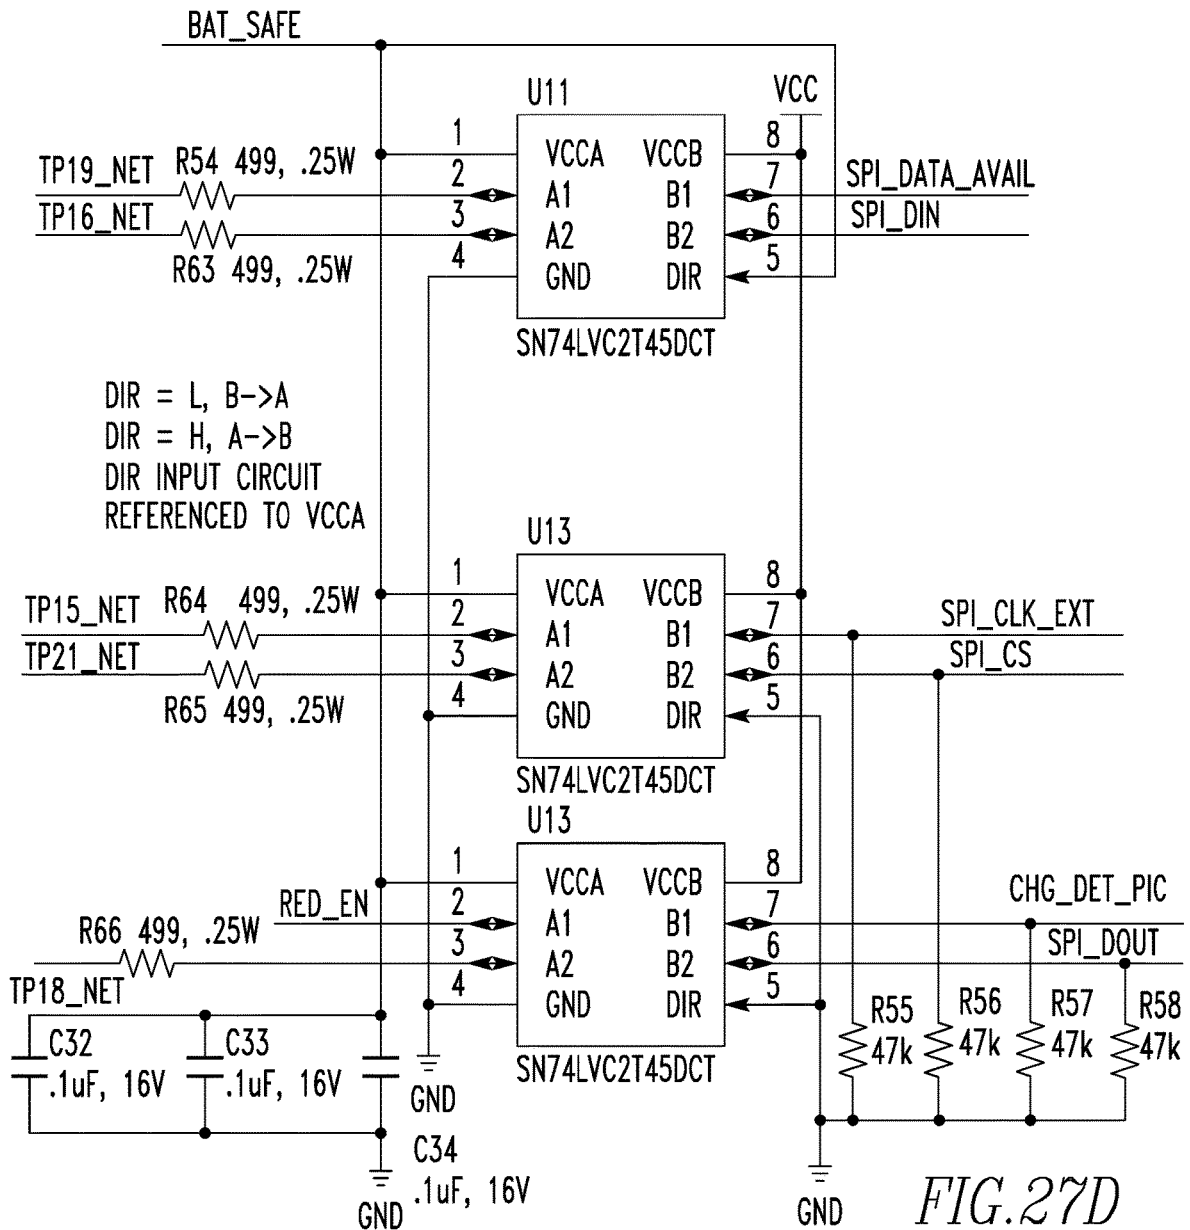 BAT_SAFE
U11
VCC
1
VCCA
VCCB
8
TP19_NET
R54 499, .25W
2
A1
B1
7
SPI_DATA_AVAIL
TP16_NET
3
A2
B2
6
SPI_DIN
R63 499, .25W
4
GND
DIR
5
SN74LVC2T45DCT
DIR = L, B->A
DIR = H, A->B
DIR INPUT CIRCUIT
REFERENCED TO VCCA
U13
1
VCCA
VCCB
8
TP15_NET
R64 499, .25W
2
A1
B1
7
SPI_CLK_EXT
TP21_NET
3
A2
B2
6
SPI_CS
R65 499, .25W
4
GND
DIR
5
SN74LVC2T45DCT
U13
1
VCCA
VCCB
8
RED_EN
2
A1
B1
7
CHG_DET_PIC
R66 499, .25W
3
A2
B2
6
SPI_DOUT
TP18_NET
4
GND
DIR
5
SN74LVC2T45DCT
C32
.1uF, 16V
C33
.1uF, 16V
GND
C34
.1uF, 16V
GND
R55
47k
R56
47k
R57
47k
R58
47k
GND
FIG.27D